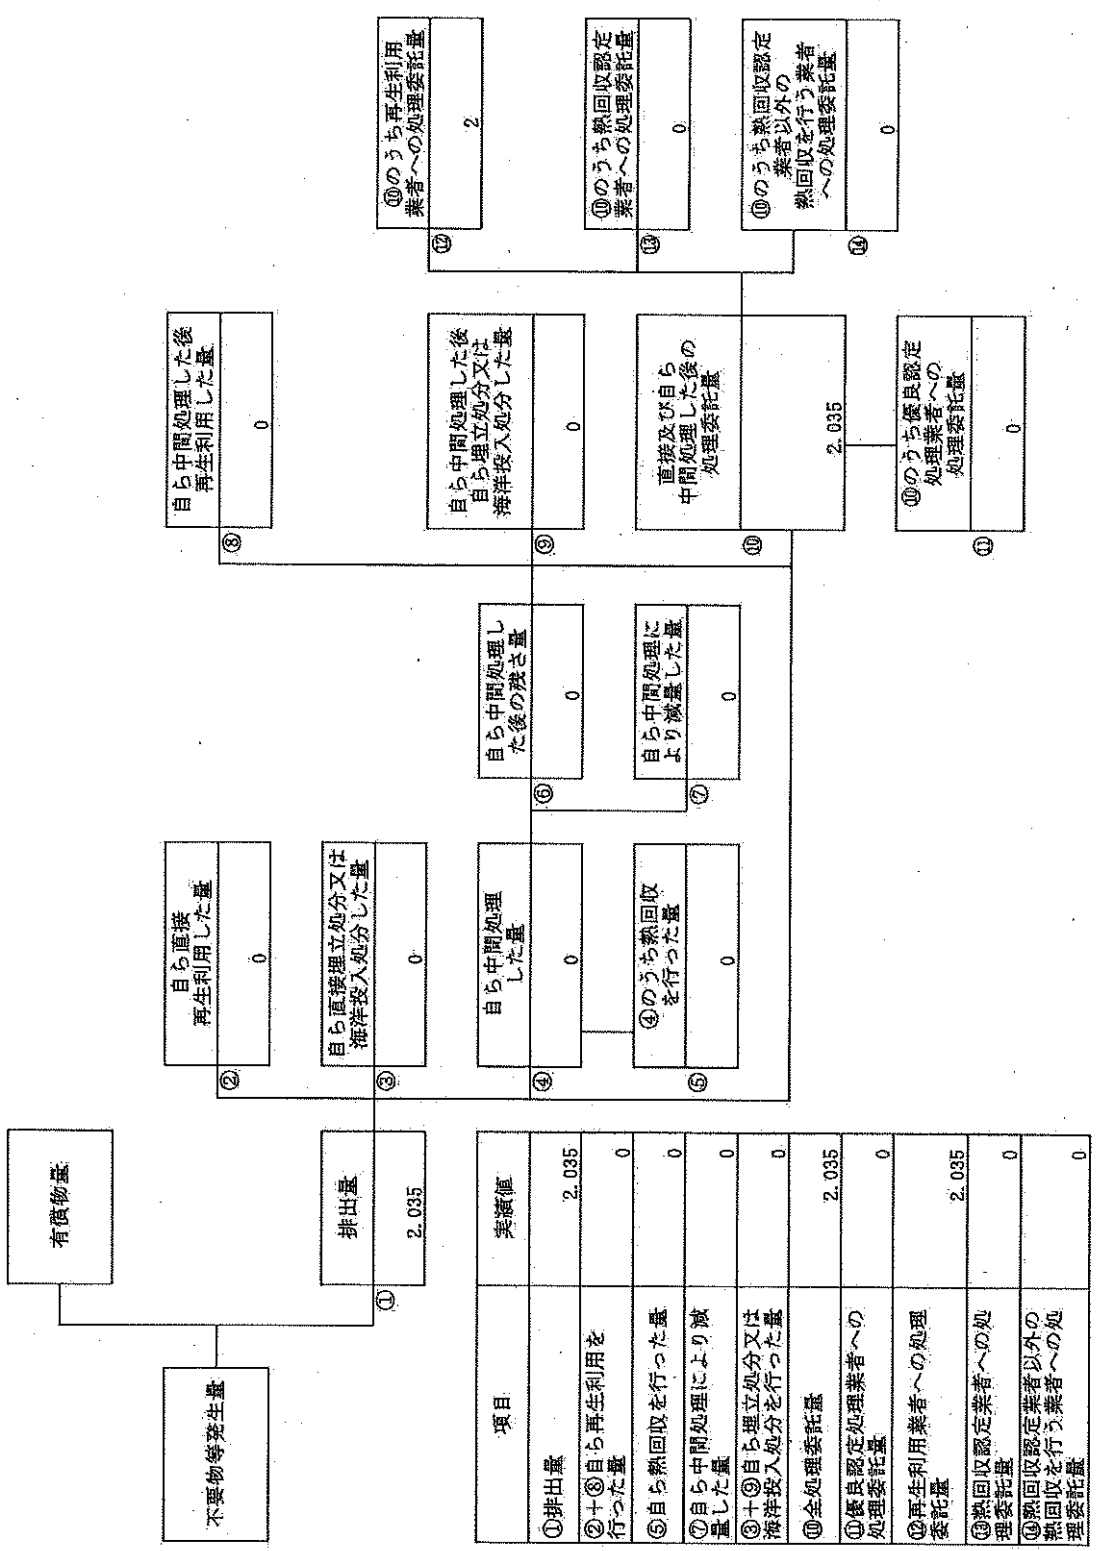 不要物等発生量
有償物量
排出量
①
2.035
自ら直接
再生利用した量
②
0
自ら直接埋立処分又は
海洋投入処分した量
③
0
自ら中間処理
した量
④
0
④のうち熱回収
を行った量
⑤
0
自ら中間処理し
た後の残さ量
⑥
0
自ら中間処理に
より減量した量
⑦
0
自ら中間処理した後
再生利用した量
⑧
0
自ら中間処理した後
自ら埋立処分又は
海洋投入処分した量
⑨
0
直接及び自ら
中間処理した後の
処理委託量
⑩
2.035
⑩のうち優良認定
処理業者への
処理委託量
⑪
0
⑩のうち再生利用
業者への処理委託量
⑫
2
⑩のうち熱回収認定
業者への処理委託量
⑬
0
⑩のうち熱回収認定
業者以外の
熱回収を行う業者
への処理委託量
⑭
0
項目 実績値
①排出量 2.035
②+⑧自ら再生利用を
行った量 0
⑤自ら熱回収を行った量 0
⑦自ら中間処理により減
量した量 0
③+⑨自ら埋立処分又は
海洋投入処分を行った量 0
⑩全処理委託量 2.035
⑪優良認定処理業者への
処理委託量 0
⑫再生利用業者への処理
委託量 2.035
⑬熱回収認定業者への処
理委託量 0
⑭熱回収認定業者以外の
熱回収を行う業者への処
理委託量 0